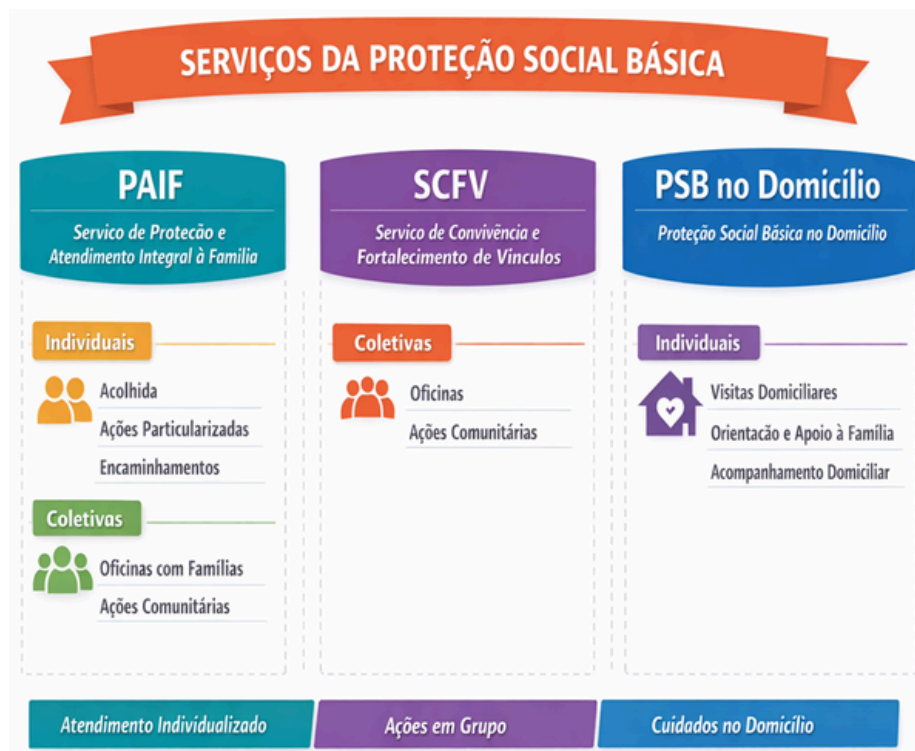 SERVIÇOS DA PROTEÇÃO SOCIAL BÁSICA
PAIF
Servico de Protecão e
Atendimento Integral à Familia
Individuais
Acolhida
Ações Particularizadas
Encaminhamentos
Coletivas
Oficinas com Famílias
Ações Comunitárias
SCFV
Servico de Convivência e
Fortalecimento de Vinculos
Coletivas
Oficinas
Ações Comunitárias
PSB no Domicílio
Proteção Social Básica no Domicílio
Individuais
Visitas Domiciliares
Orientacão e Apoio à Família
Acompanhamento Domiciliar
Atendimento Individualizado
Ações em Grupo
Cuidados no Domicílio